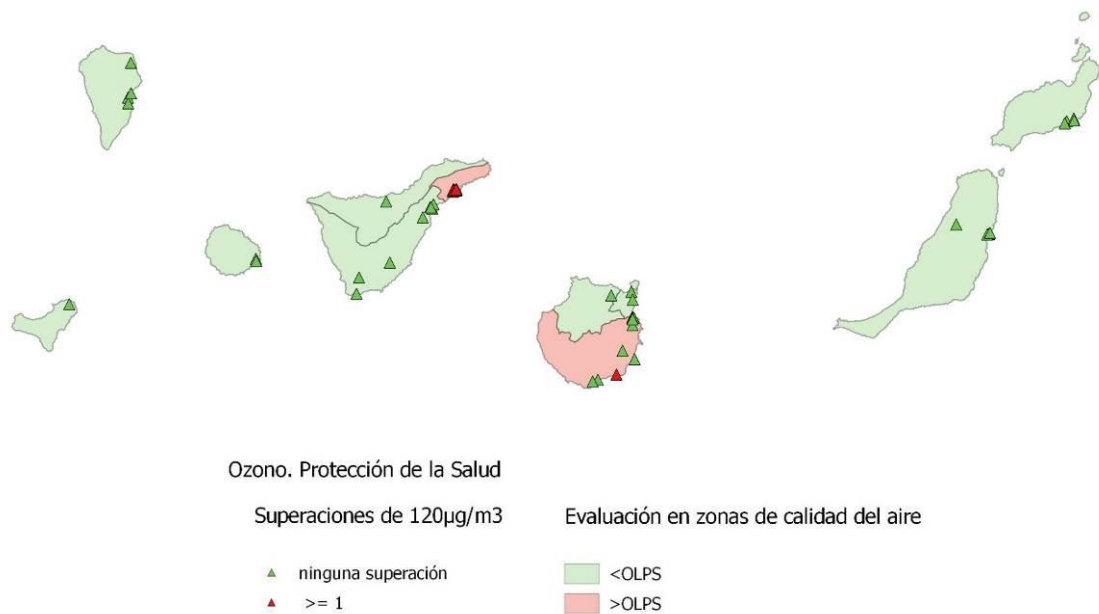 Ozono. Protección de la Salud
Superaciones de 120µg/m3
Evaluación en zonas de calidad del aire
ninguna superación
<OLPS
>= 1
>OLPS